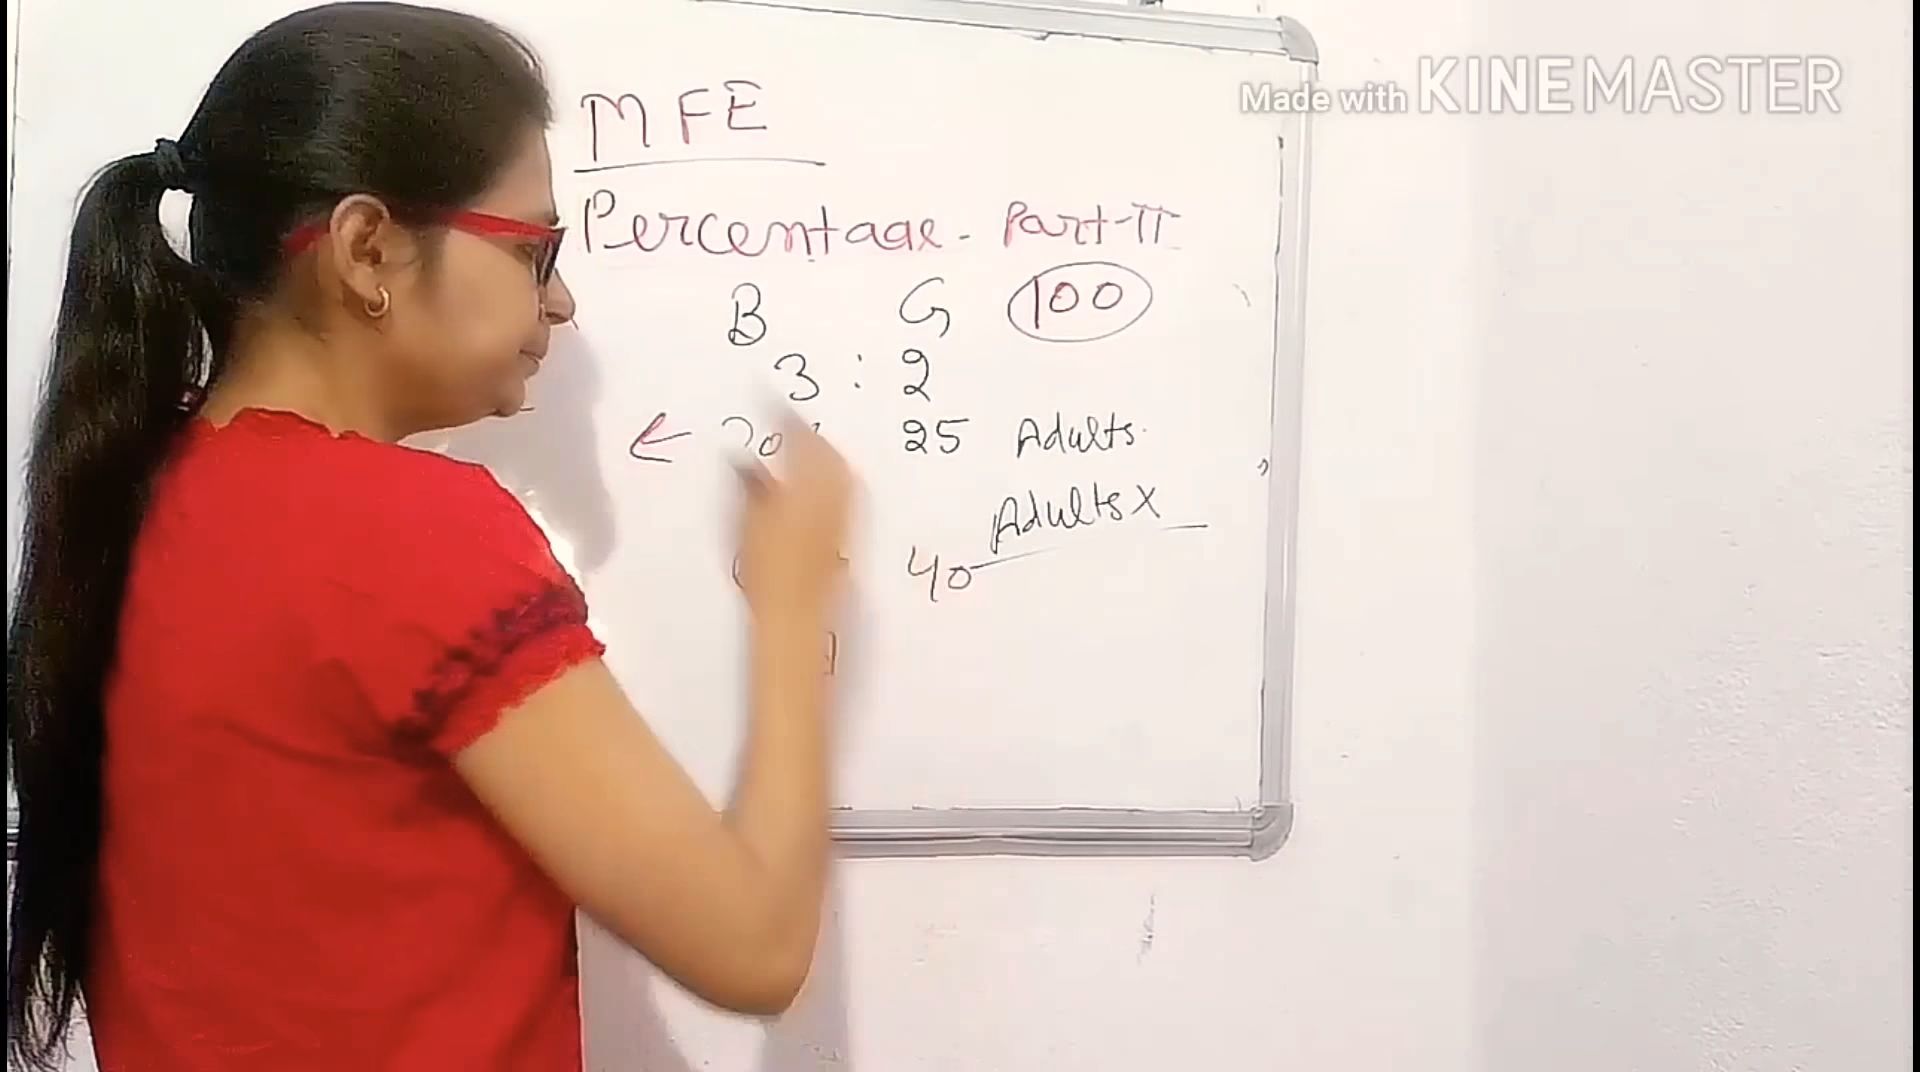 Made with KINEMASTER
MFE
Percentage - Part-II
B G 100
3 : 2
25 Adults.
Adults X
40